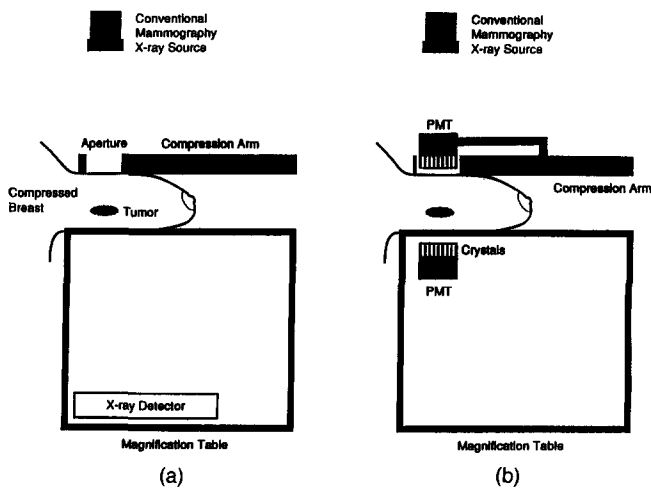 Conventional
Mammography
X-ray Source
Aperture
Compression Arm
Compressed
Breast
Tumor
X-ray Detector
Magnification Table
(a)
Conventional
Mammography
X-ray Source
PMT
Compression Arm
Crystals
PMT
Magnification Table
(b)